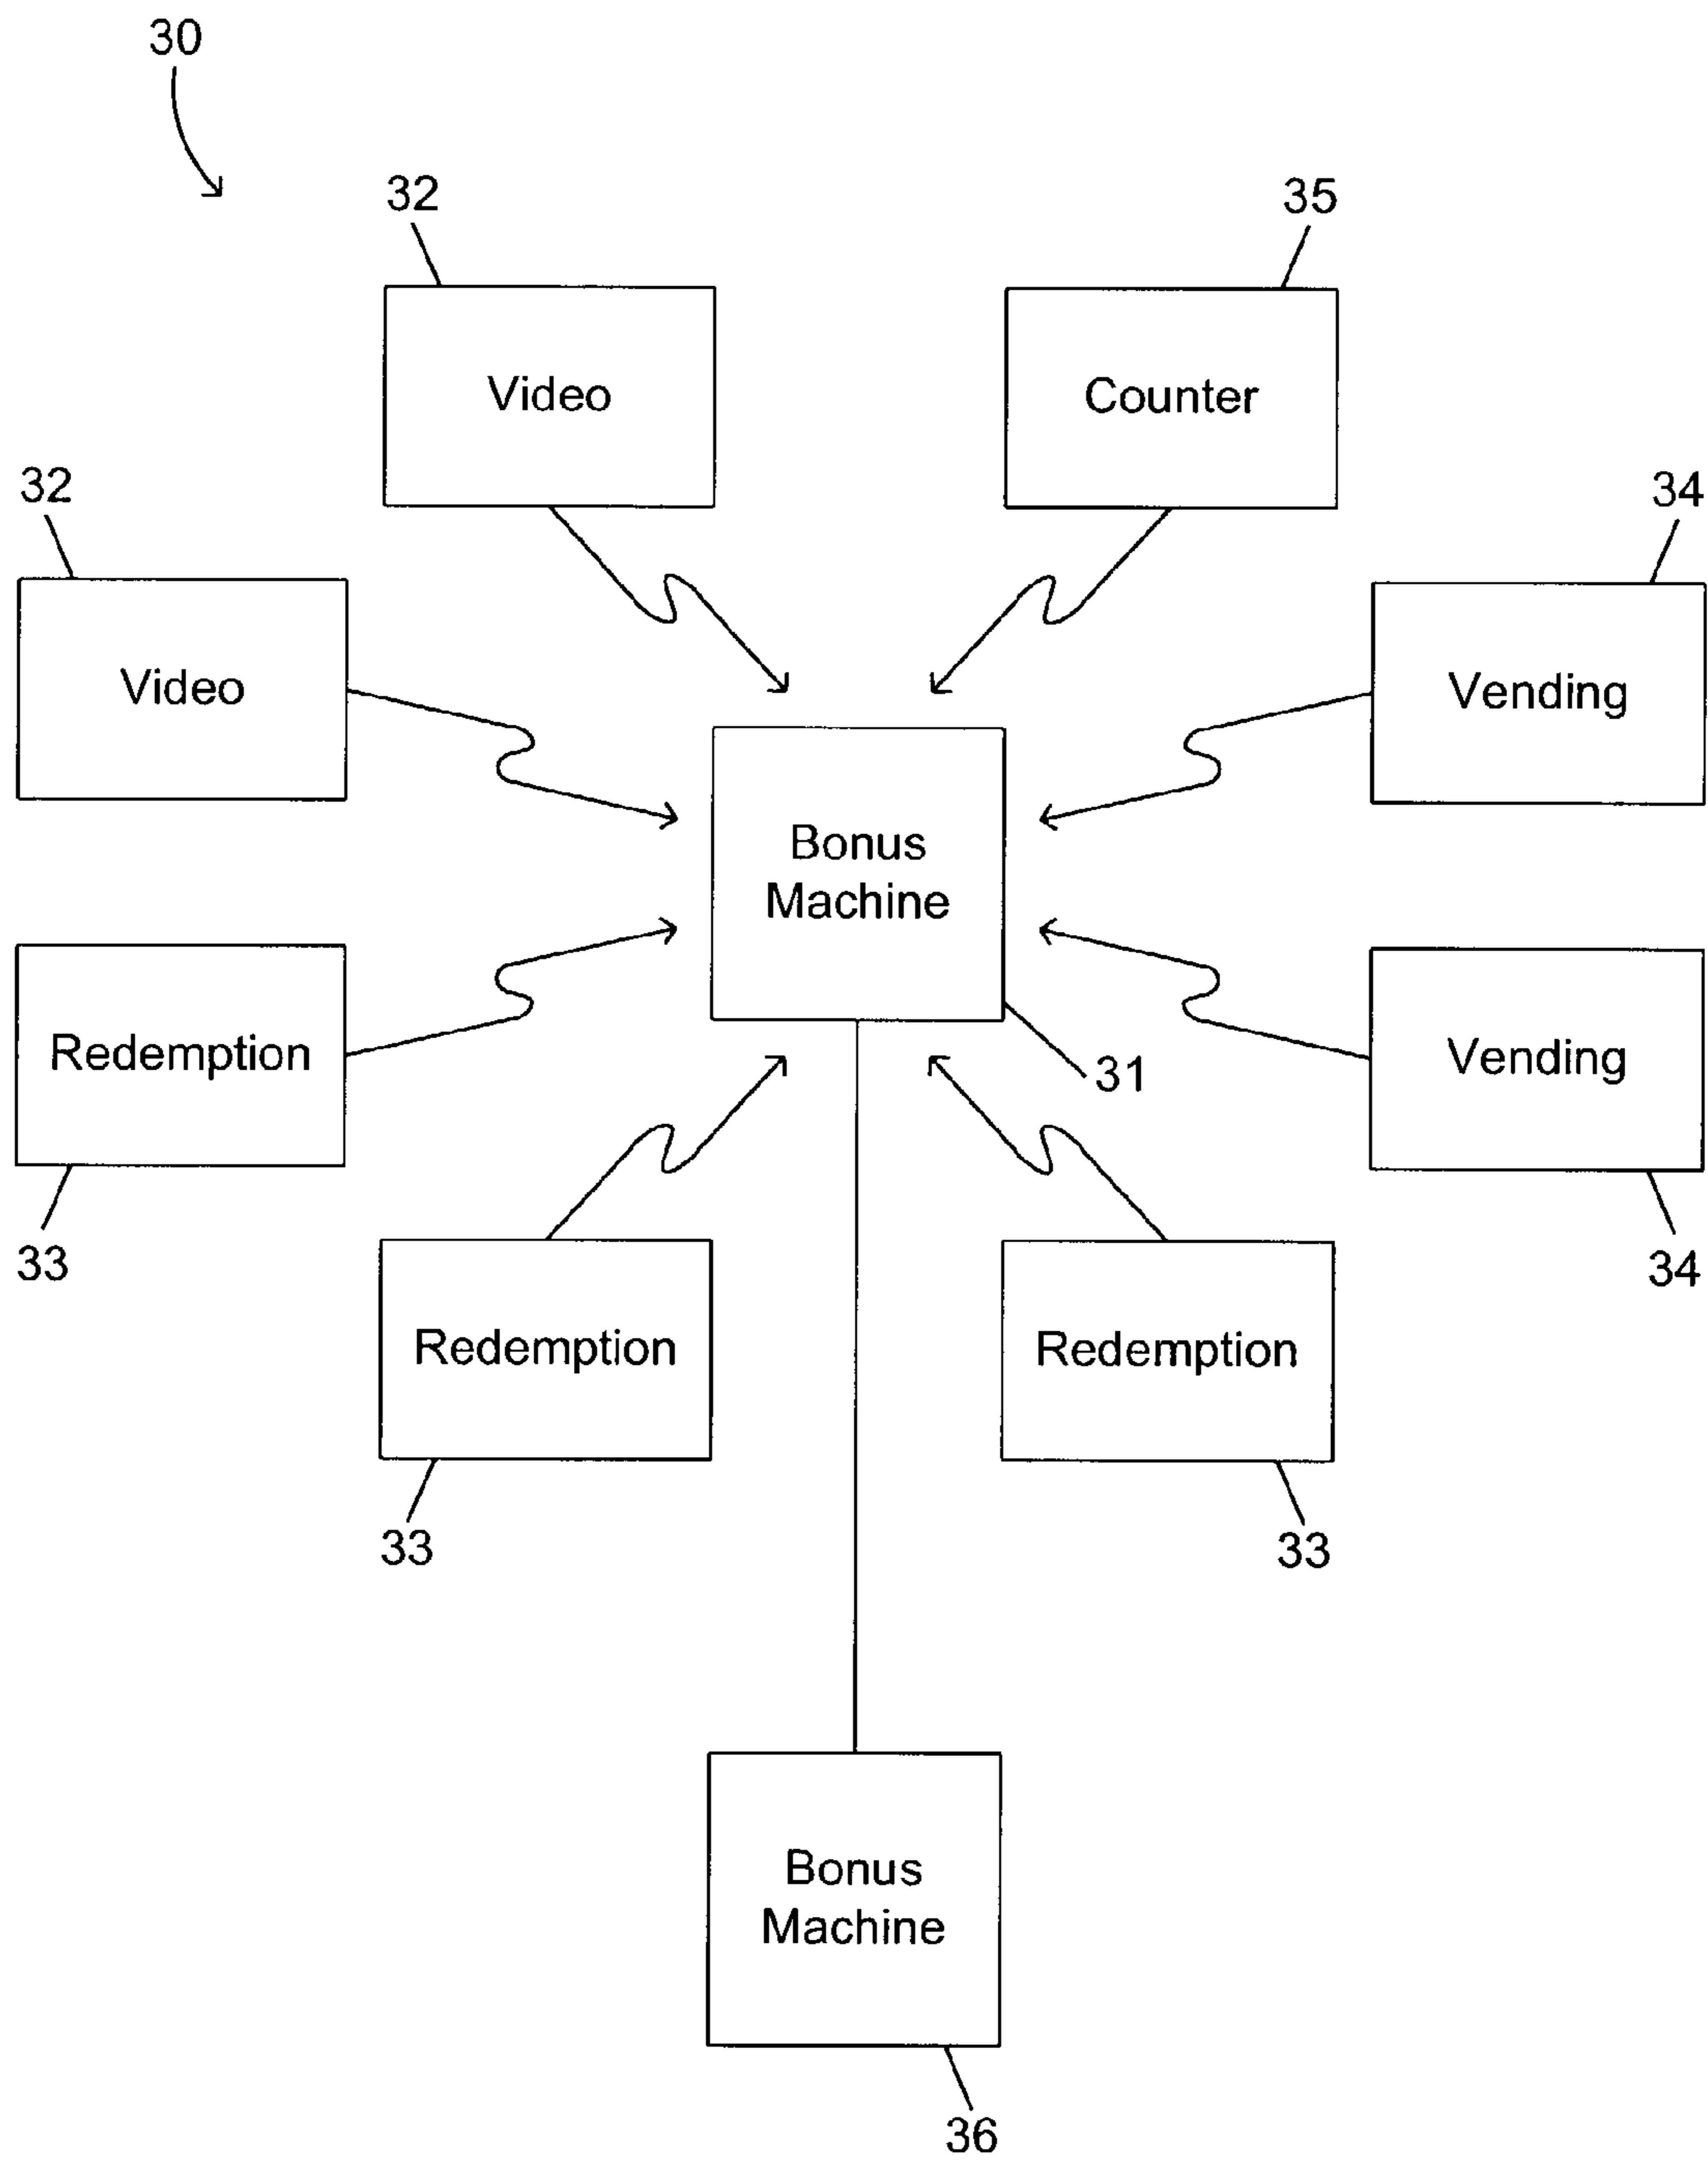 30
32
35
Video
Counter
32
34
Video
Vending
Bonus
Machine
Redemption
Vending
31
33
34
Redemption
Redemption
33
33
Bonus
Machine
36